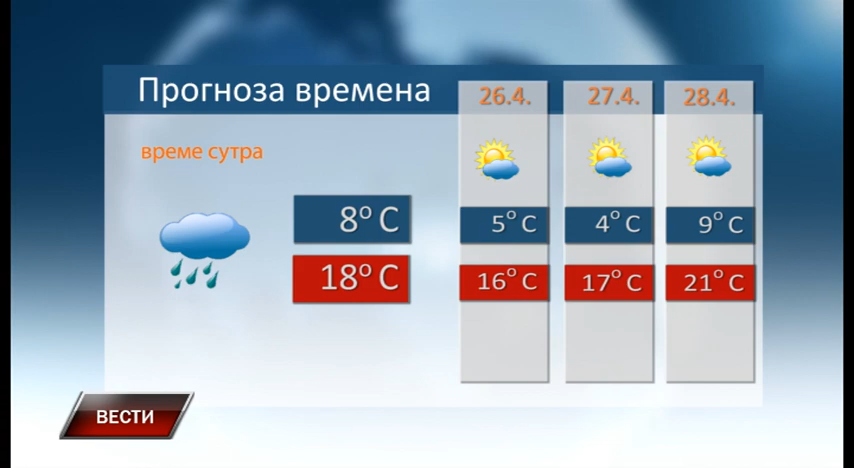 Прогноза времена
време сутра
8° C
18° C
26.4. 27.4. 28.4.
5° C 4° C 9° C
16° C 17° C 21° C
ВЕСТИ